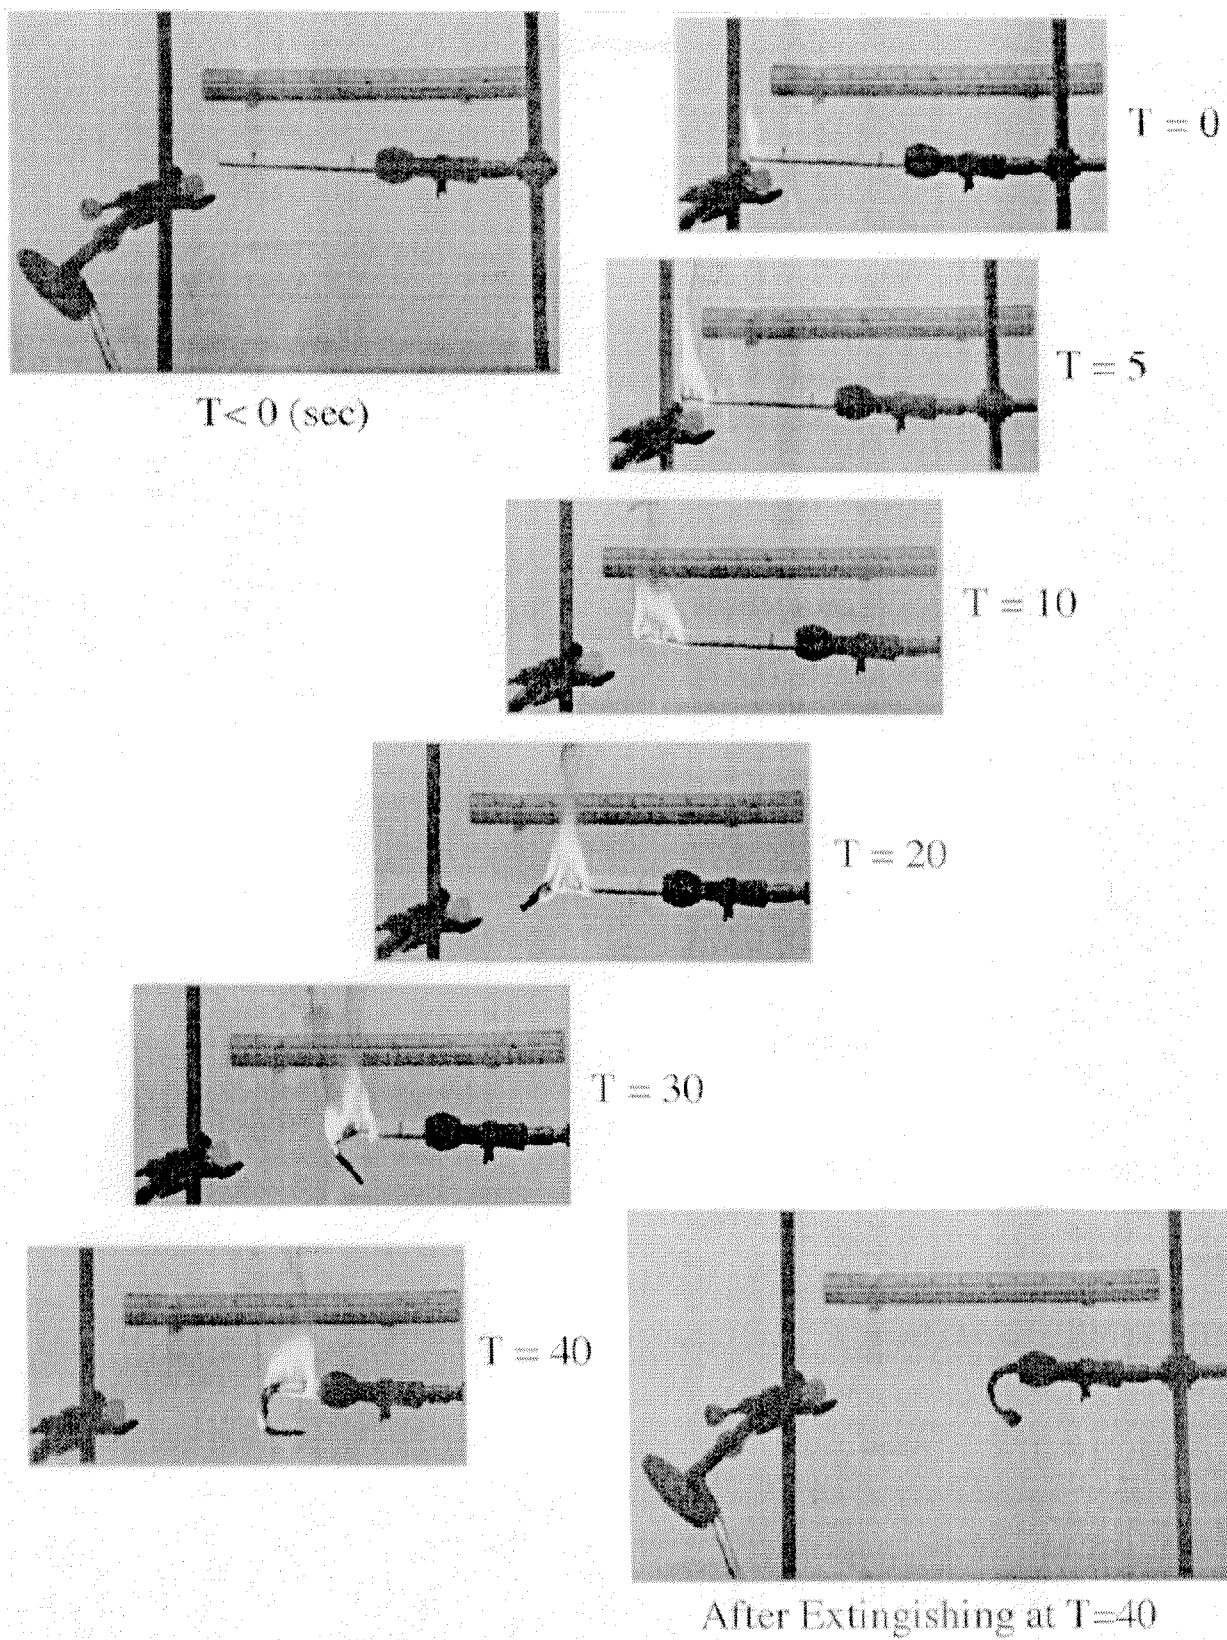 T< 0 (sec)
T = 0
T = 5
T = 10
T = 20
T = 30
T = 40
After Extingishing at T=40